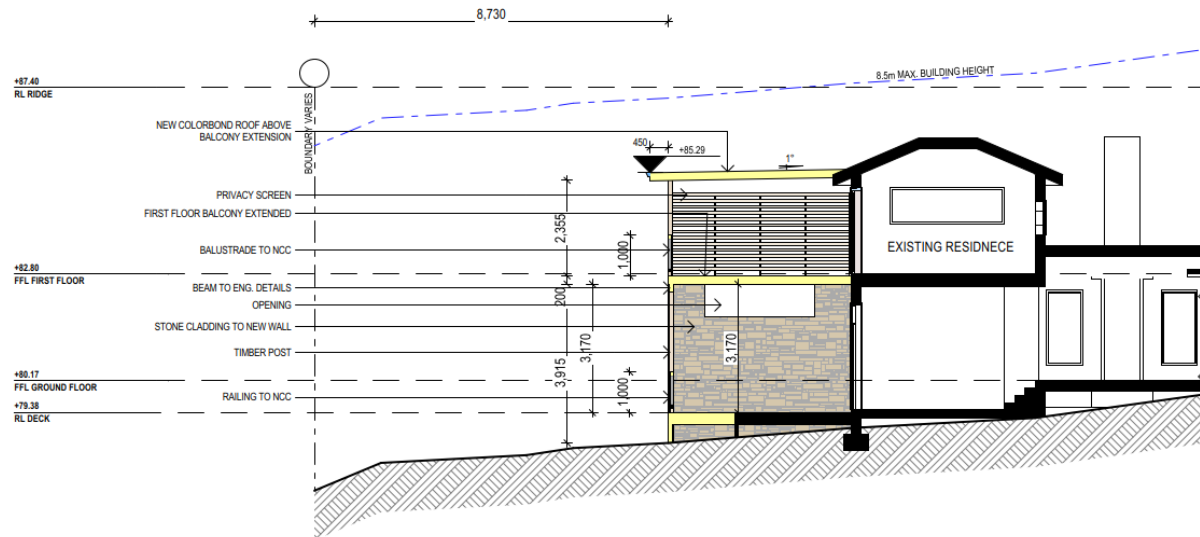 8,730
+87.40
RL RIDGE
8.5m MAX. BUILDING HEIGHT
BOUNDARY VARIES
NEW COLORBOND ROOF ABOVE
BALCONY EXTENSION
450
+85.29
1°
PRIVACY SCREEN
FIRST FLOOR BALCONY EXTENDED
2,355
1,000
BALUSTRADE TO NCC
EXISTING RESIDNECE
+82.80
FFL FIRST FLOOR
BEAM TO ENG. DETAILS
200
OPENING
STONE CLADDING TO NEW WALL
3,170
3,170
TIMBER POST
3,915
+80.17
FFL GROUND FLOOR
1,000
RAILING TO NCC
+79.38
RL DECK